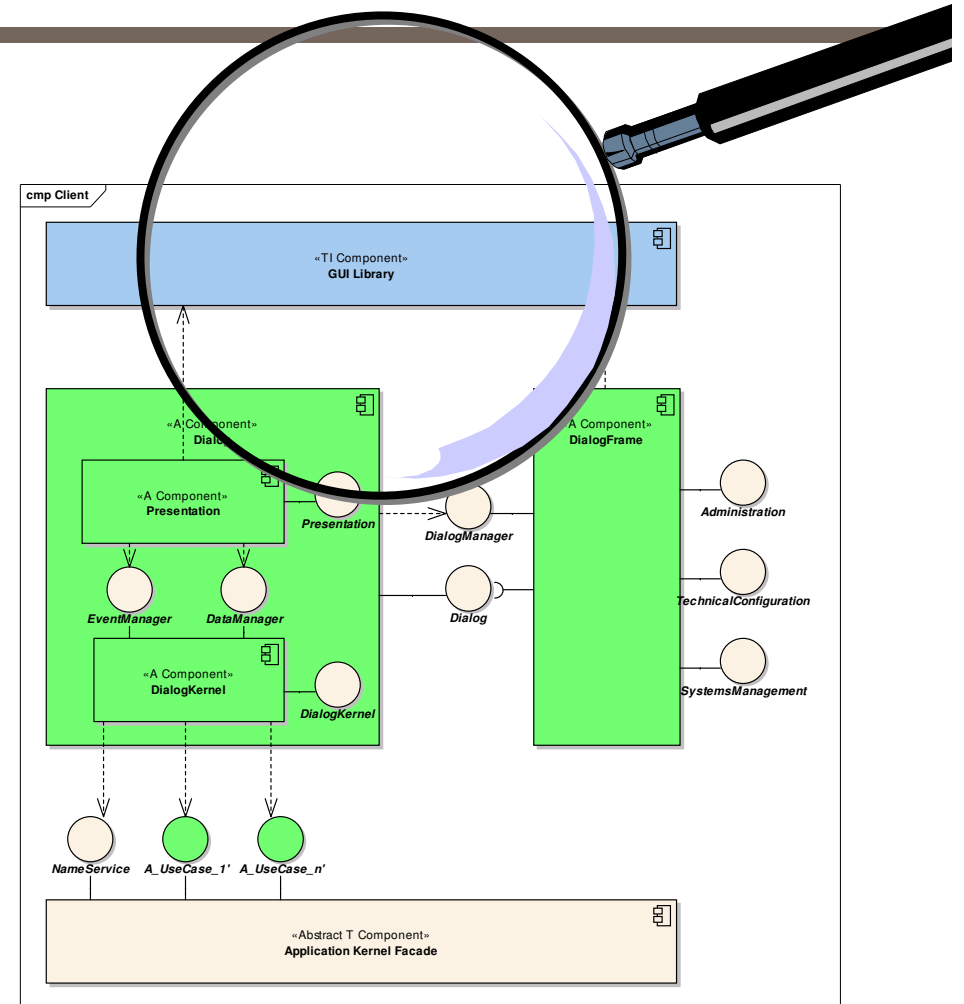 cmp Client
«TI Component»
GUI Library
«A Component»
Dialog
A Component»
DialogFrame
«A Component»
Presentation
Presentation
DialogManager
Administration
EventManager
DataManager
Dialog
TechnicalConfiguration
«A Component»
DialogKernel
DialogKernel
SystemsManagement
NameService
A_UseCase_1'
A_UseCase_n'
«Abstract T Component»
Application Kernel Facade